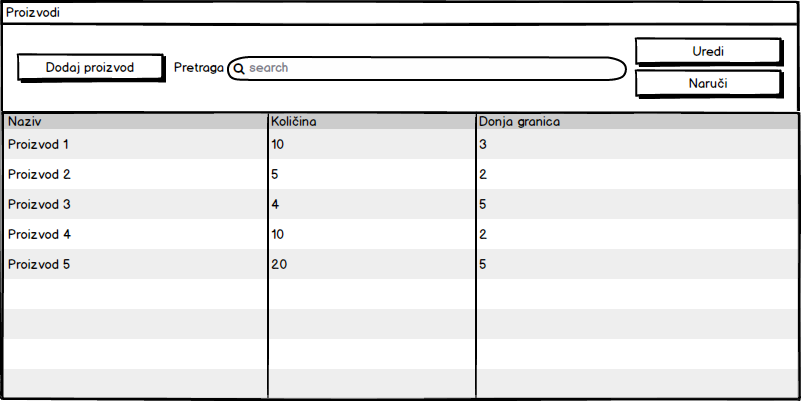 Proizvodi
Dodaj proizvod
Pretraga
search
Uredi
Naruči
Naziv Količina Donja granica
Proizvod 1 10 3
Proizvod 2 5 2
Proizvod 3 4 5
Proizvod 4 10 2
Proizvod 5 20 5